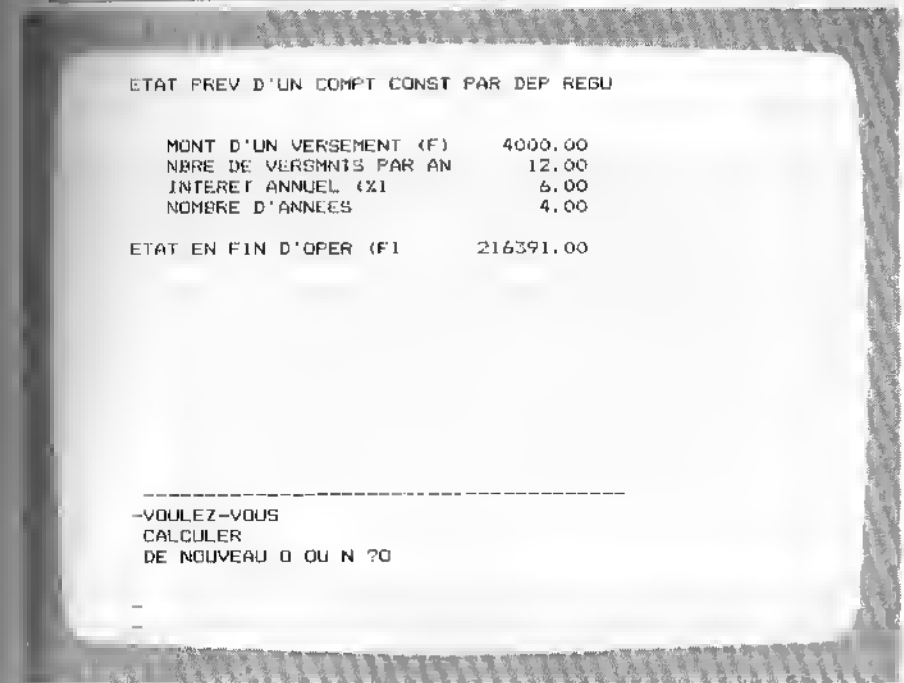 ETAT PREV D'UN COMPT CONST PAR DEP REGU
MONT D'UN VERSEMENT (F) 4000.00
NBRE DE VERSMNTS PAR AN 12.00
INTERET ANNUEL (%) 6.00
NOMBRE D'ANNEES 4.00
ETAT EN FIN D'OPER (F) 216391.00
-VOULEZ-VOUS
CALCULER
DE NOUVEAU O OU N ?O